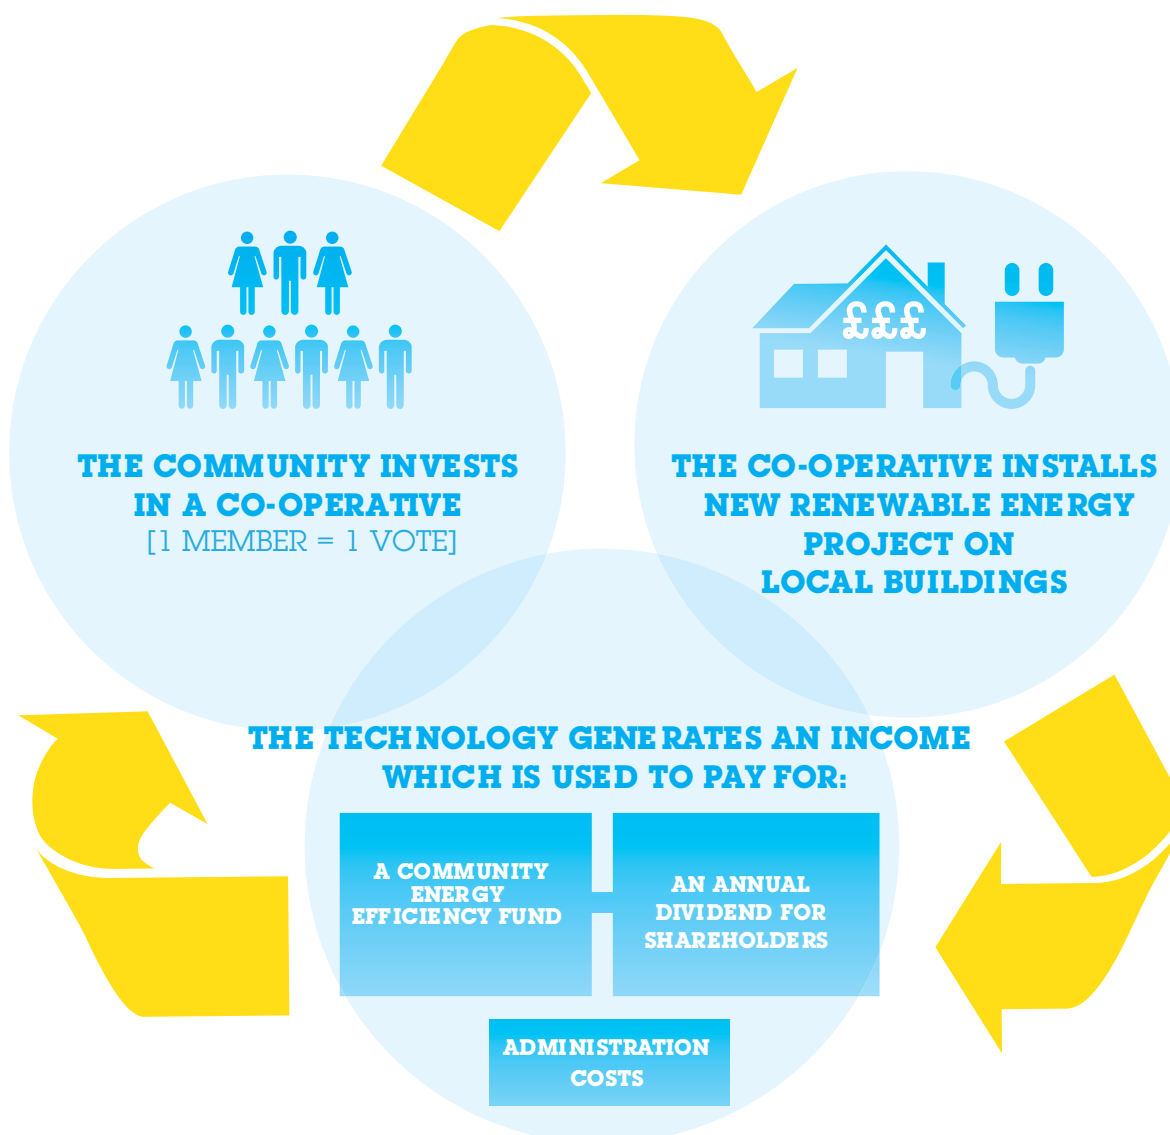 £££
THE COMMUNITY INVESTS
IN A CO-OPERATIVE
[1 MEMBER = 1 VOTE]
THE CO-OPERATIVE INSTALLS
NEW RENEWABLE ENERGY
PROJECT ON
LOCAL BUILDINGS
THE TECHNOLOGY GENERATES AN INCOME
WHICH IS USED TO PAY FOR:
A COMMUNITY
ENERGY
EFFICIENCY FUND
AN ANNUAL
DIVIDEND FOR
SHAREHOLDERS
ADMINISTRATION
COSTS